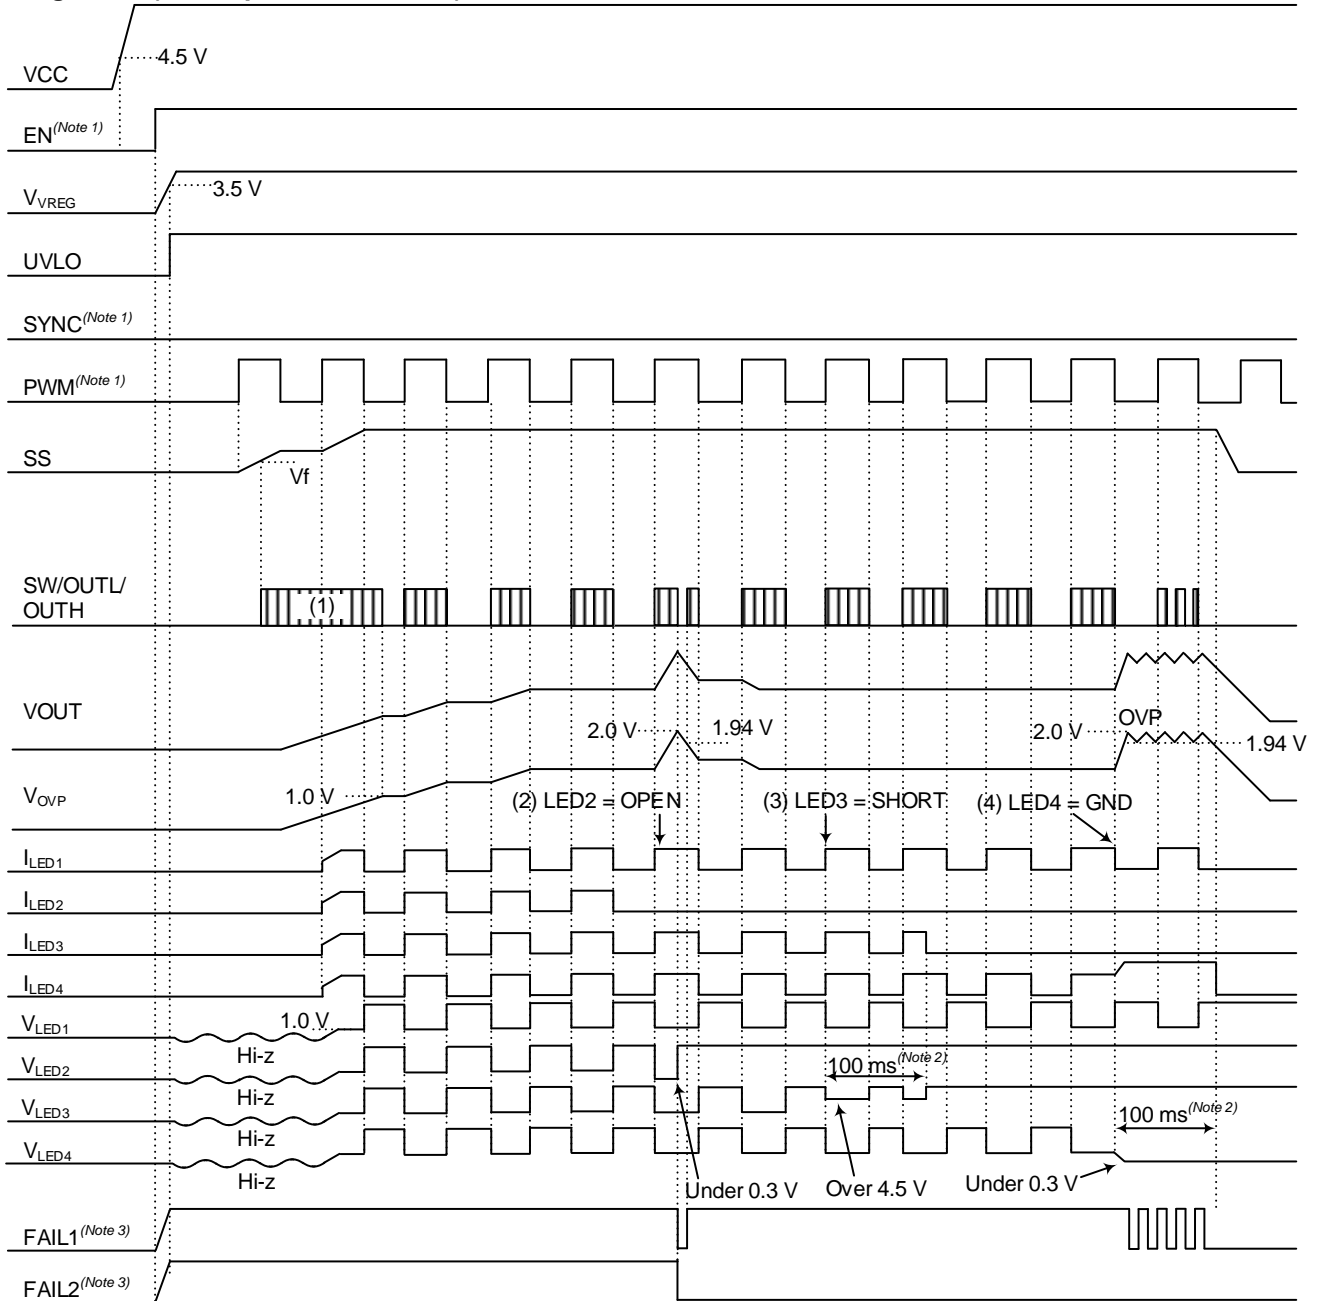 4.5 V
VCC
EN(Note 1)
3.5 V
VVREG
UVLO
SYNC(Note 1)
PWM(Note 1)
SS
Vf
SW/OUTL/
OUTH
(1)
VOUT
2.0 V
1.94 V
2.0 V
OVP
1.94 V
VOVP
1.0 V
(2) LED2 = OPEN
(3) LED3 = SHORT
(4) LED4 = GND
ILED1
ILED2
ILED3
ILED4
VLED1
1.0 V
Hi-z
VLED2
100 ms(Note 2)
Hi-z
VLED3
100 ms(Note 2)
Hi-z
VLED4
Hi-z
Under 0.3 V
Over 4.5 V
Under 0.3 V
FAIL1(Note 3)
FAIL2(Note 3)